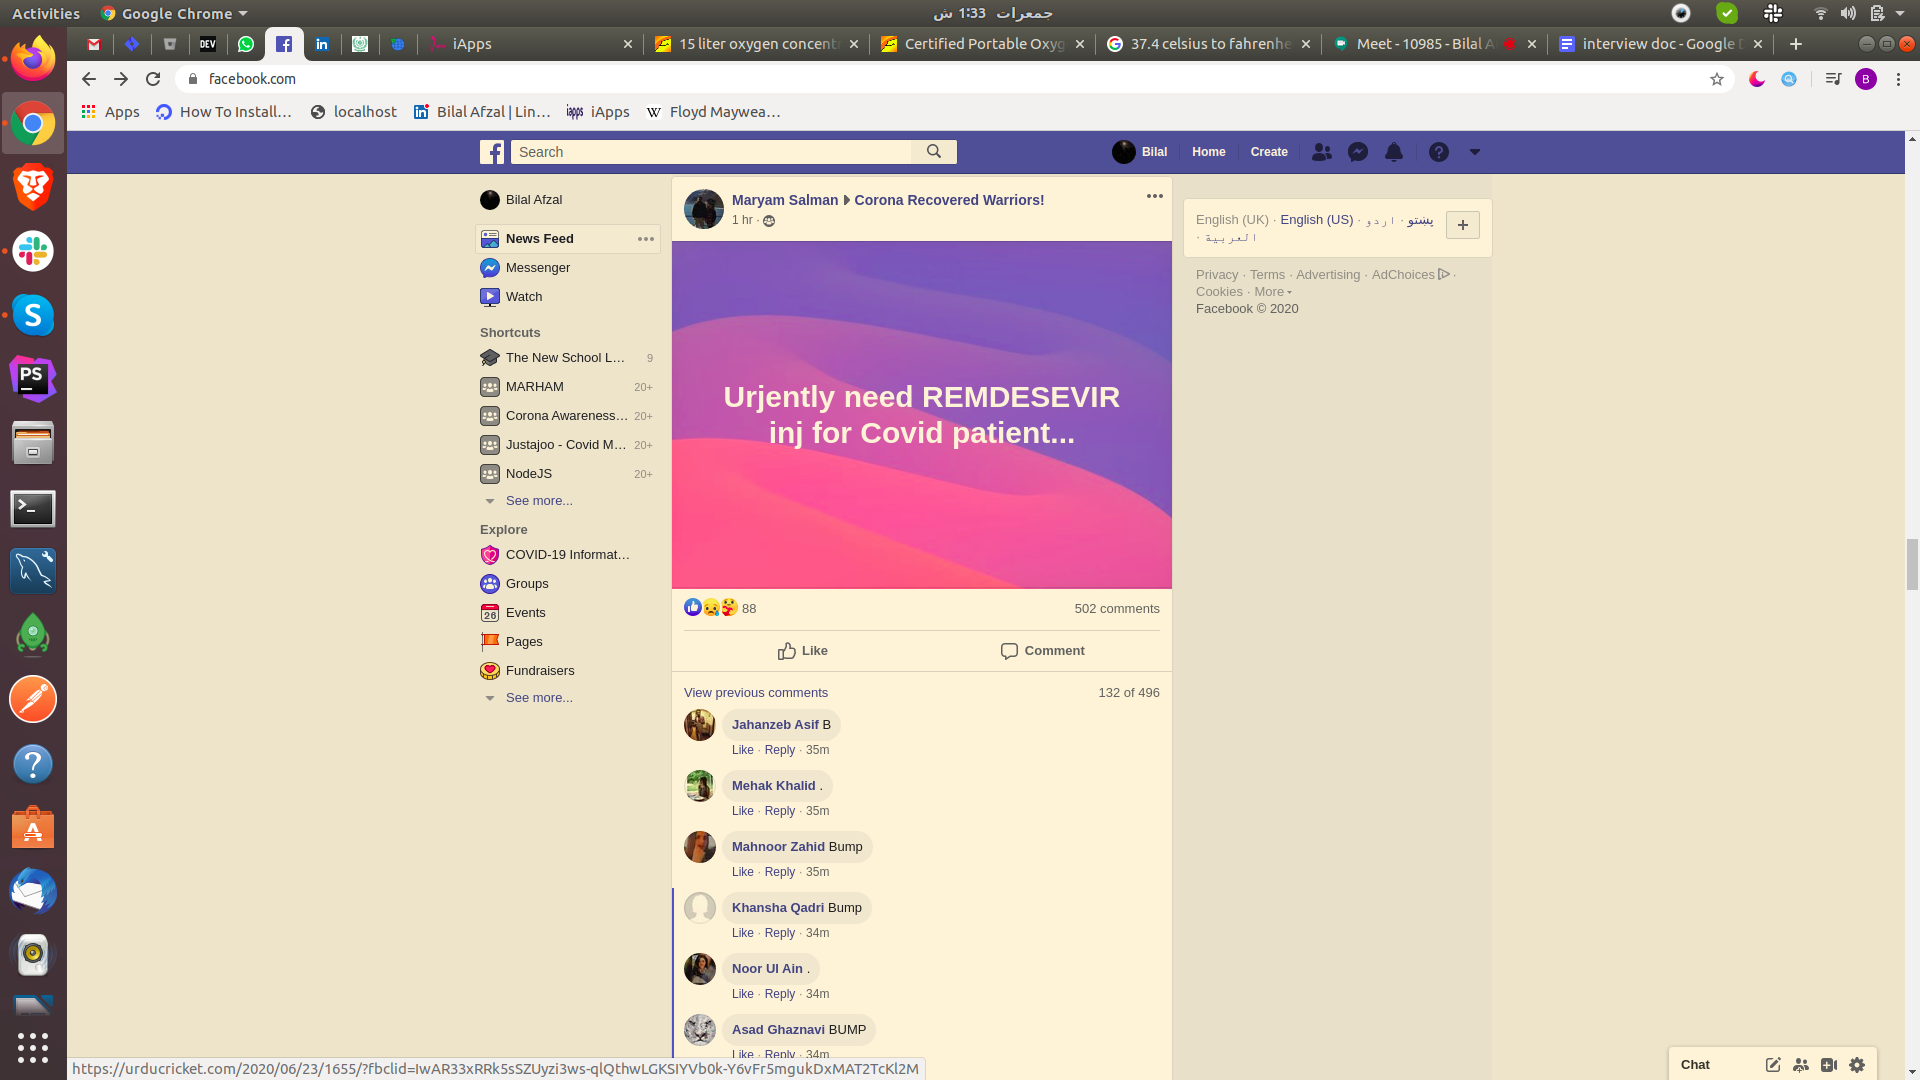 Activities
Google Chrome
جمعرات 1:33 ش
iApps
15 liter oxygen concent
Certified Portable Oxyg
37.4 celsius to fahrenhe
Meet - 10985 - Bilal A
interview doc - Google D
facebook.com
B
Apps
How To Install...
localhost
Bilal Afzal | Lin...
iApps
Floyd Maywea...
Search
Bilal
Home
Create
Bilal Afzal
News Feed
Messenger
Watch
Shortcuts
The New School L... 9
MARHAM 20+
Corona Awareness... 20+
Justajoo - Covid M... 20+
NodeJS 20+
See more...
Explore
COVID-19 Informat...
Groups
26 Events
Pages
Fundraisers
See more...
Maryam Salman
Corona Recovered Warriors!
1 hr ·
Urjently need REMDESEVIR
inj for Covid patient...
88
502 comments
Like
Comment
View previous comments
132 of 496
Jahanzeb Asif B
Like · Reply · 35m
Mehak Khalid .
Like · Reply · 35m
Mahnoor Zahid Bump
Like · Reply · 35m
Khansha Qadri Bump
Like · Reply · 34m
Noor Ul Ain .
Like · Reply · 34m
Asad Ghaznavi BUMP
Like · Reply · 34m
English (UK) · English (US) · اردو · پښتو
· العربية
Privacy · Terms · Advertising · AdChoices ·
Cookies · More
Facebook © 2020
Chat
https://urducricket.com/2020/06/23/1655/?fbclid=IwAR33xRRk5sSZUyzi3ws-qlQthwLGKSIYVb0k-Y6vFr5mgukDxMAT2TcKl2M
DEV
PS